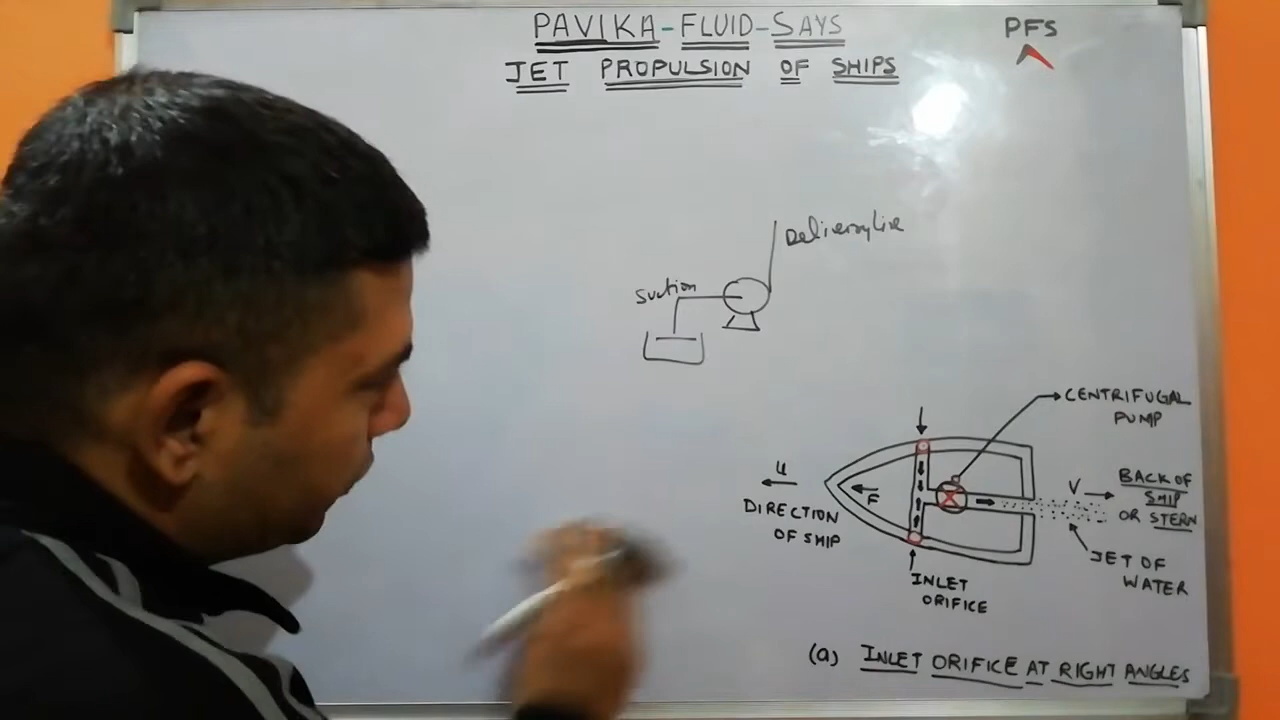 PAVIKA-FLUID-SAYS
PFS
JET PROPULSION OF SHIPS
Delivery line
Suction
CENTRIFUGAL
PUMP
u
DIRECTION
OF SHIP
F
V
BACK OF
SHIP
OR STERN
JET OF
WATER
INLET
ORIFICE
(a) INLET ORIFICE AT RIGHT ANGLES